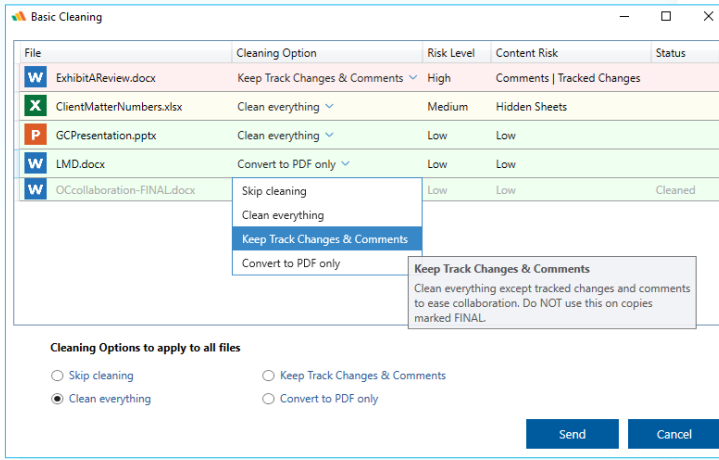 Basic Cleaning
File Cleaning Option Risk Level Content Risk Status
W ExhibitAReview.docx Keep Track Changes & Comments High Comments | Tracked Changes
X ClientMatterNumbers.xlsx Clean everything Medium Hidden Sheets
P GCPresentation.pptx Clean everything Low Low
W LMD.docx Convert to PDF only Low Low
W OCcollaboration-FINAL.docx Low Low Cleaned
Skip cleaning
Clean everything
Keep Track Changes & Comments
Convert to PDF only
Keep Track Changes & Comments
Clean everything except tracked changes and comments
to ease collaboration. Do NOT use this on copies
marked FINAL.
Cleaning Options to apply to all files
Skip cleaning Keep Track Changes & Comments
Clean everything Convert to PDF only
Send Cancel